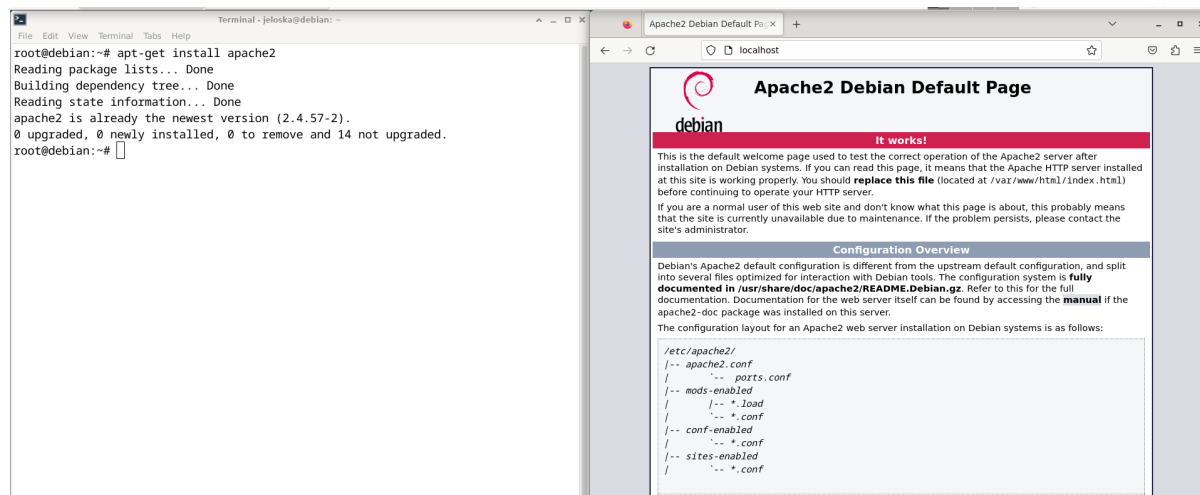 Terminal - jeloska@debian: ~
File Edit View Terminal Tabs Help
root@debian:~# apt-get install apache2
Reading package lists... Done
Building dependency tree... Done
Reading state information... Done
apache2 is already the newest version (2.4.57-2).
0 upgraded, 0 newly installed, 0 to remove and 14 not upgraded.
root@debian:~#
Apache2 Debian Default Pag
localhost
Apache2 Debian Default Page
debian
It works!
This is the default welcome page used to test the correct operation of the Apache2 server after
installation on Debian systems. If you can read this page, it means that the Apache HTTP server installed
at this site is working properly. You should replace this file (located at /var/www/html/index.html)
before continuing to operate your HTTP server.
If you are a normal user of this web site and don't know what this page is about, this probably means
that the site is currently unavailable due to maintenance. If the problem persists, please contact the
site's administrator.
Configuration Overview
Debian's Apache2 default configuration is different from the upstream default configuration, and split
into several files optimized for interaction with Debian tools. The configuration system is fully
documented in /usr/share/doc/apache2/README.Debian.gz. Refer to this for the full
documentation. Documentation for the web server itself can be found by accessing the manual if the
apache2-doc package was installed on this server.
The configuration layout for an Apache2 web server installation on Debian systems is as follows:
/etc/apache2/
|-- apache2.conf
|       `--  ports.conf
|-- mods-enabled
|       |-- *.load
|       `-- *.conf
|-- conf-enabled
|       `-- *.conf
|-- sites-enabled
|       `-- *.conf